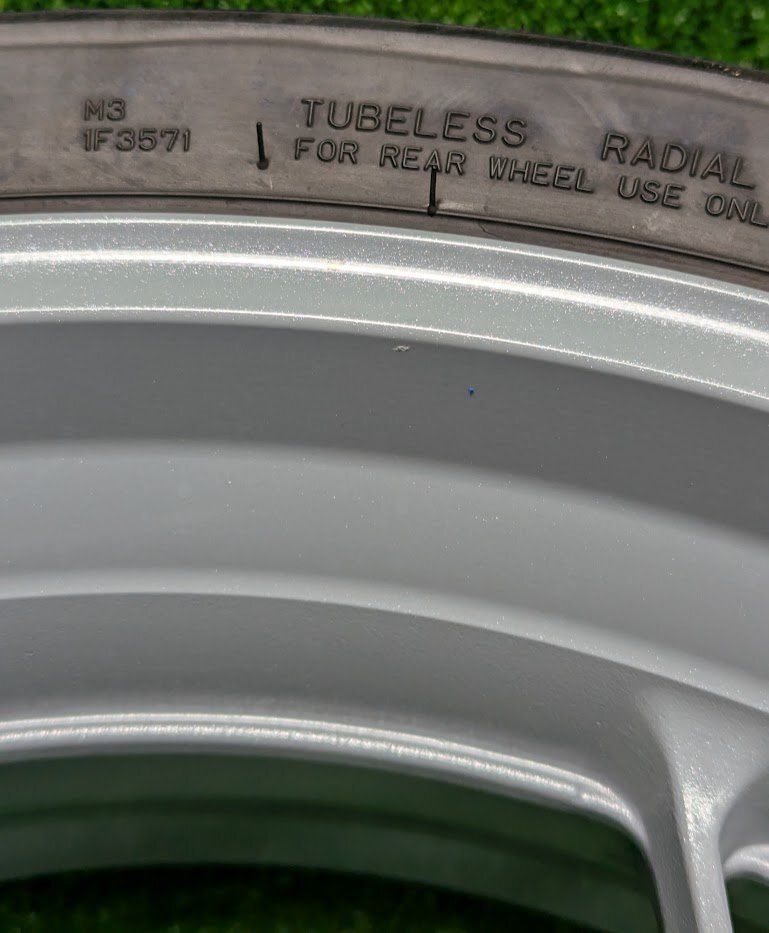 M3
1F3571
TUBELESS RADIAL
FOR REAR WHEEL USE